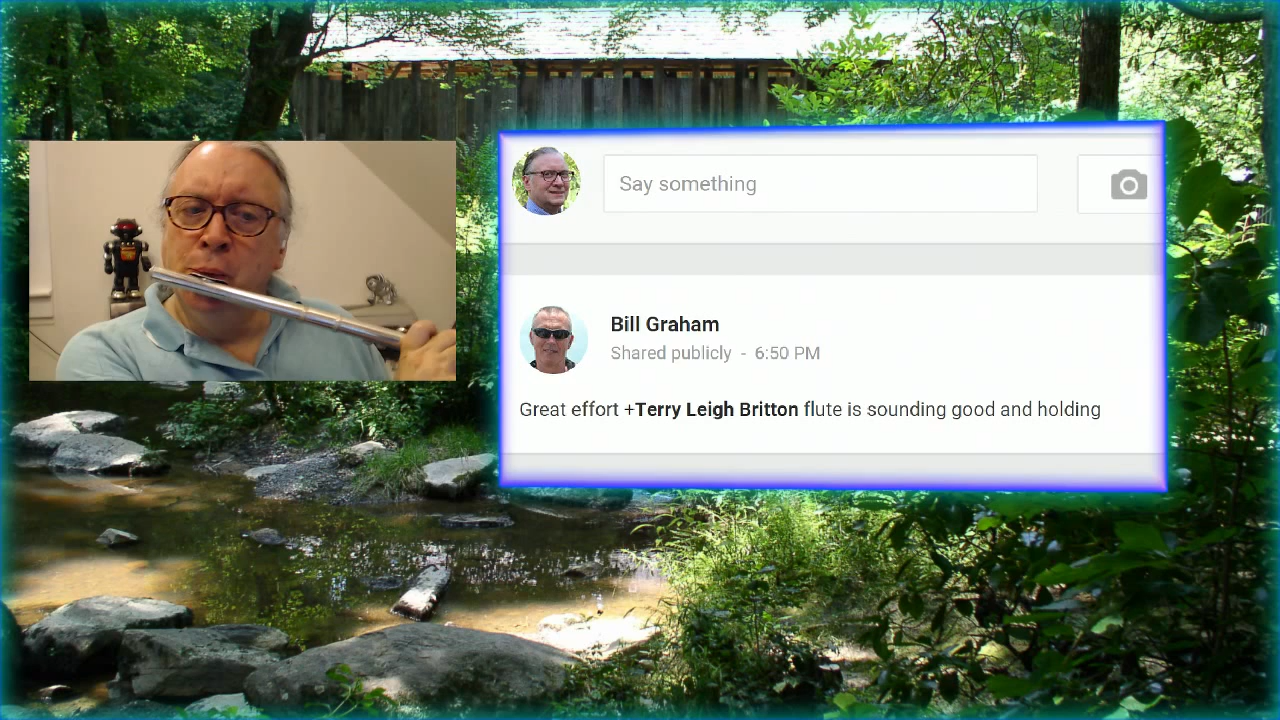 Say something
Bill Graham
Shared publicly - 6:50 PM
Great effort +Terry Leigh Britton flute is sounding good and holding